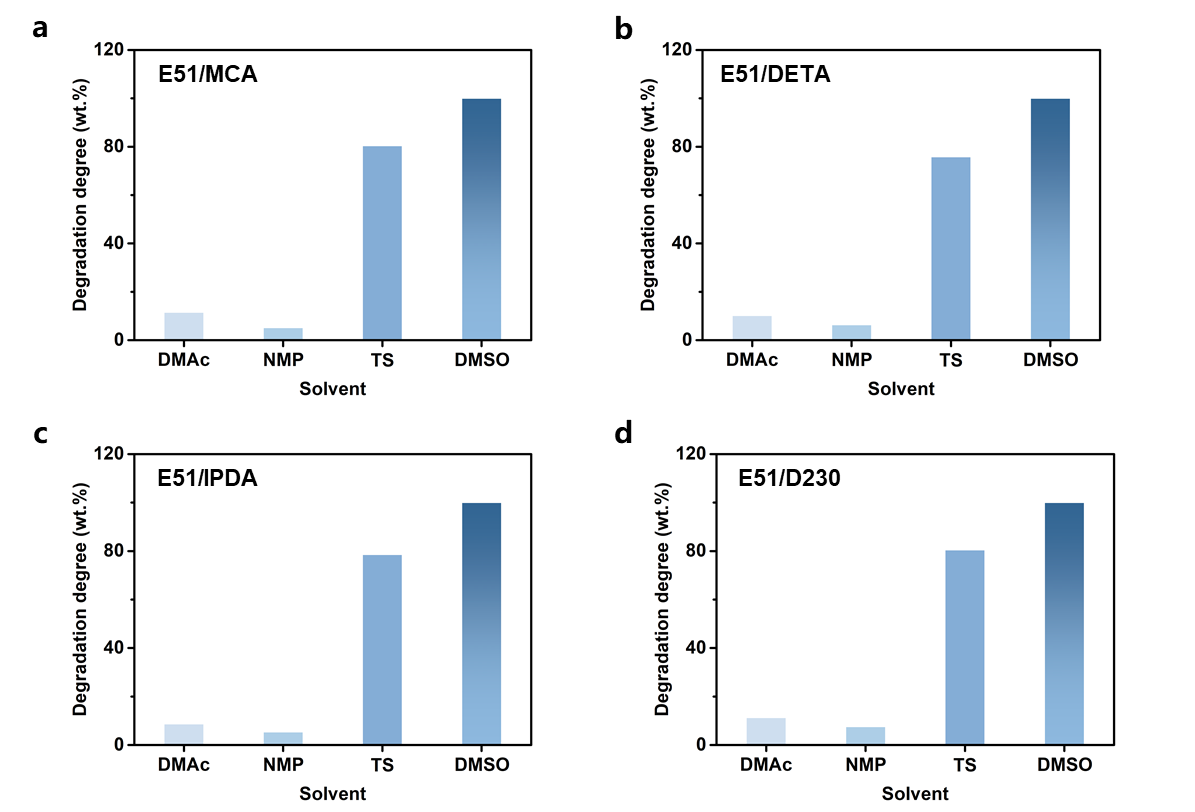 a
E51/MCA
Degradation degree (wt.%)
120
80
40
0
DMAc NMP TS DMSO
Solvent
b
E51/DETA
Degradation degree (wt.%)
120
80
40
0
DMAc NMP TS DMSO
Solvent
c
E51/IPDA
Degradation degree (wt.%)
120
80
40
0
DMAc NMP TS DMSO
Solvent
d
E51/D230
Degradation degree (wt.%)
120
80
40
0
DMAc NMP TS DMSO
Solvent